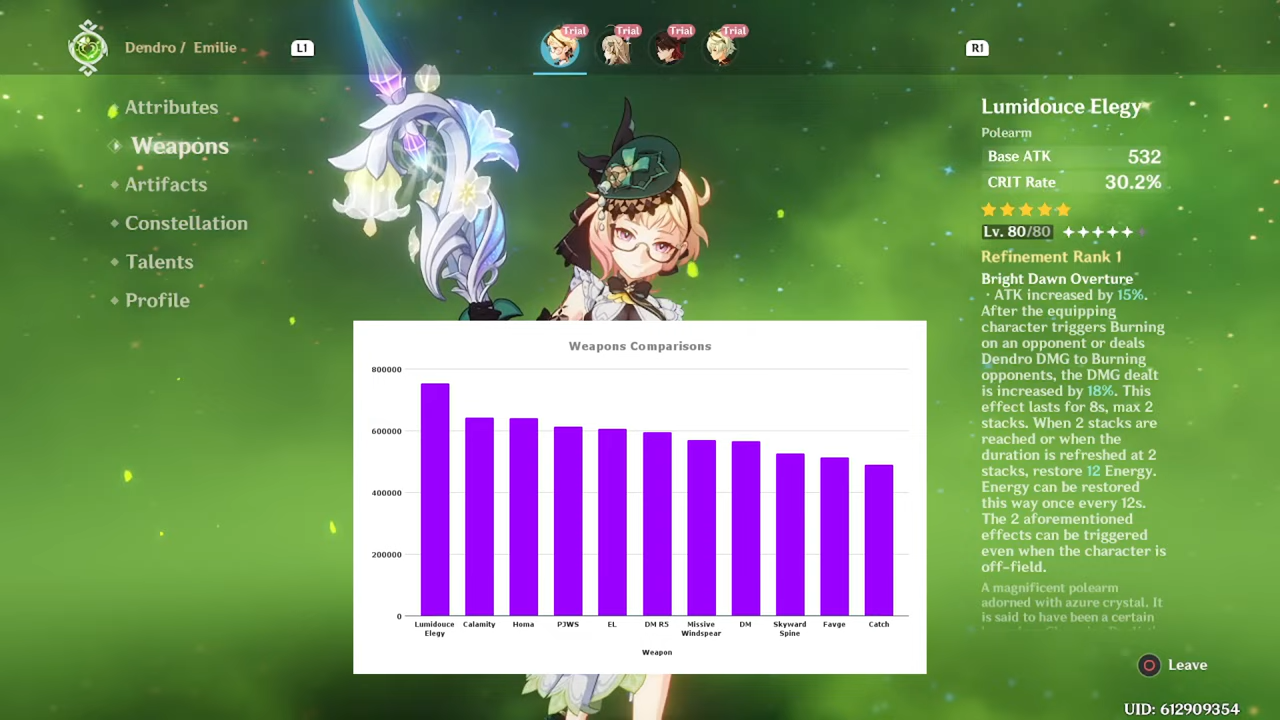 Dendro / Emilie
L1
Trial
Trial
Trial
Trial
R1
Attributes
Weapons
Artifacts
Constellation
Talents
Profile
Lumidouce Elegy
Polearm
Base ATK 532
CRIT Rate 30.2%
Lv. 80/80
Refinement Rank 1
Bright Dawn Overture
· ATK increased by 15%.
After the equipping
character triggers Burning
on an opponent or deals
Dendro DMG to Burning
opponents, the DMG dealt
is increased by 18%. This
effect lasts for 8s, max 2
stacks. When 2 stacks are
reached or when the
duration is refreshed at 2
stacks, restore 12 Energy.
Energy can be restored
this way once every 12s.
The 2 aforementioned
effects can be triggered
even when the character is
off-field.
A magnificent polearm
adorned with azure crystal. It
is said to have been a certain
Weapons Comparisons
800000
600000
400000
200000
0
Lumidouce Elegy
Calamity
Homa
PJWS
EL
DM R5
Missive Windspear
DM
Skyward Spine
Favge
Catch
Weapon
Leave
UID: 612909354